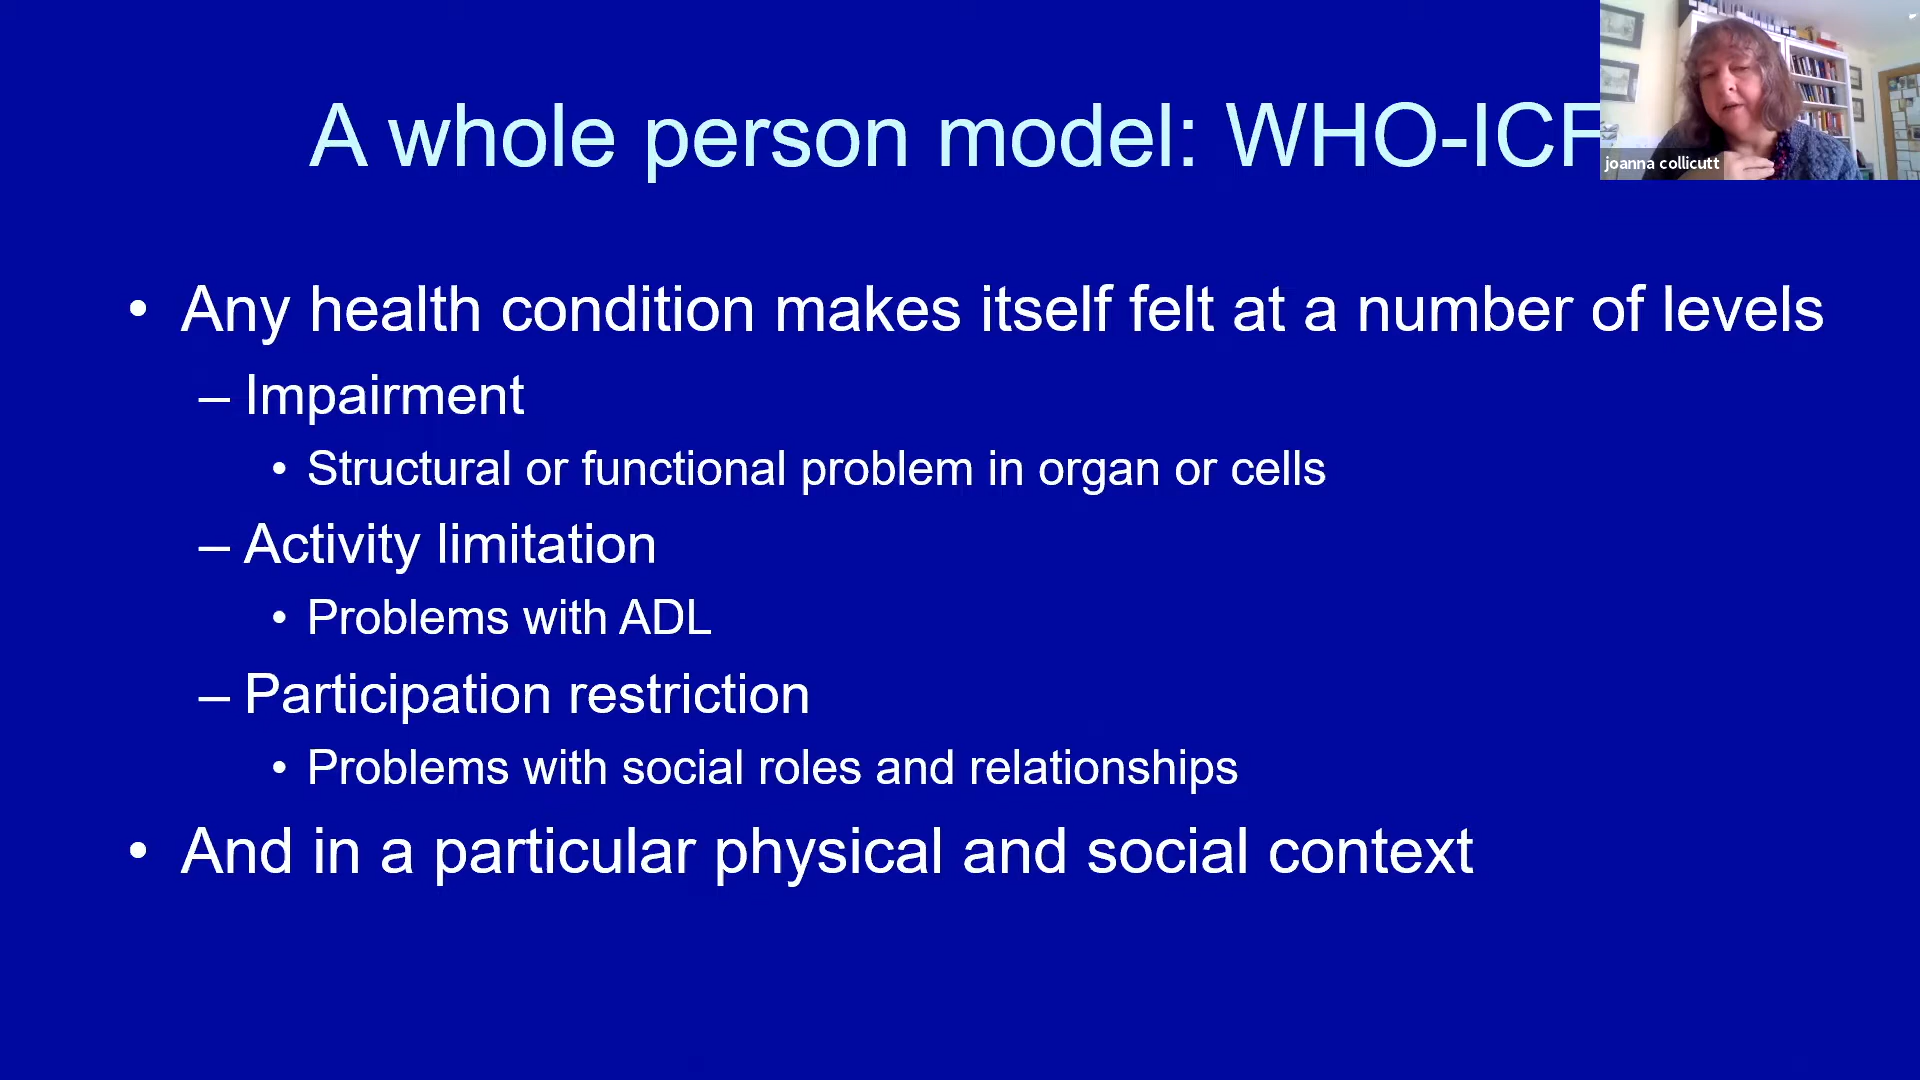 A whole person model: WHO-ICF
joanna collicutt
• Any health condition makes itself felt at a number of levels
– Impairment
• Structural or functional problem in organ or cells
– Activity limitation
• Problems with ADL
– Participation restriction
• Problems with social roles and relationships
• And in a particular physical and social context